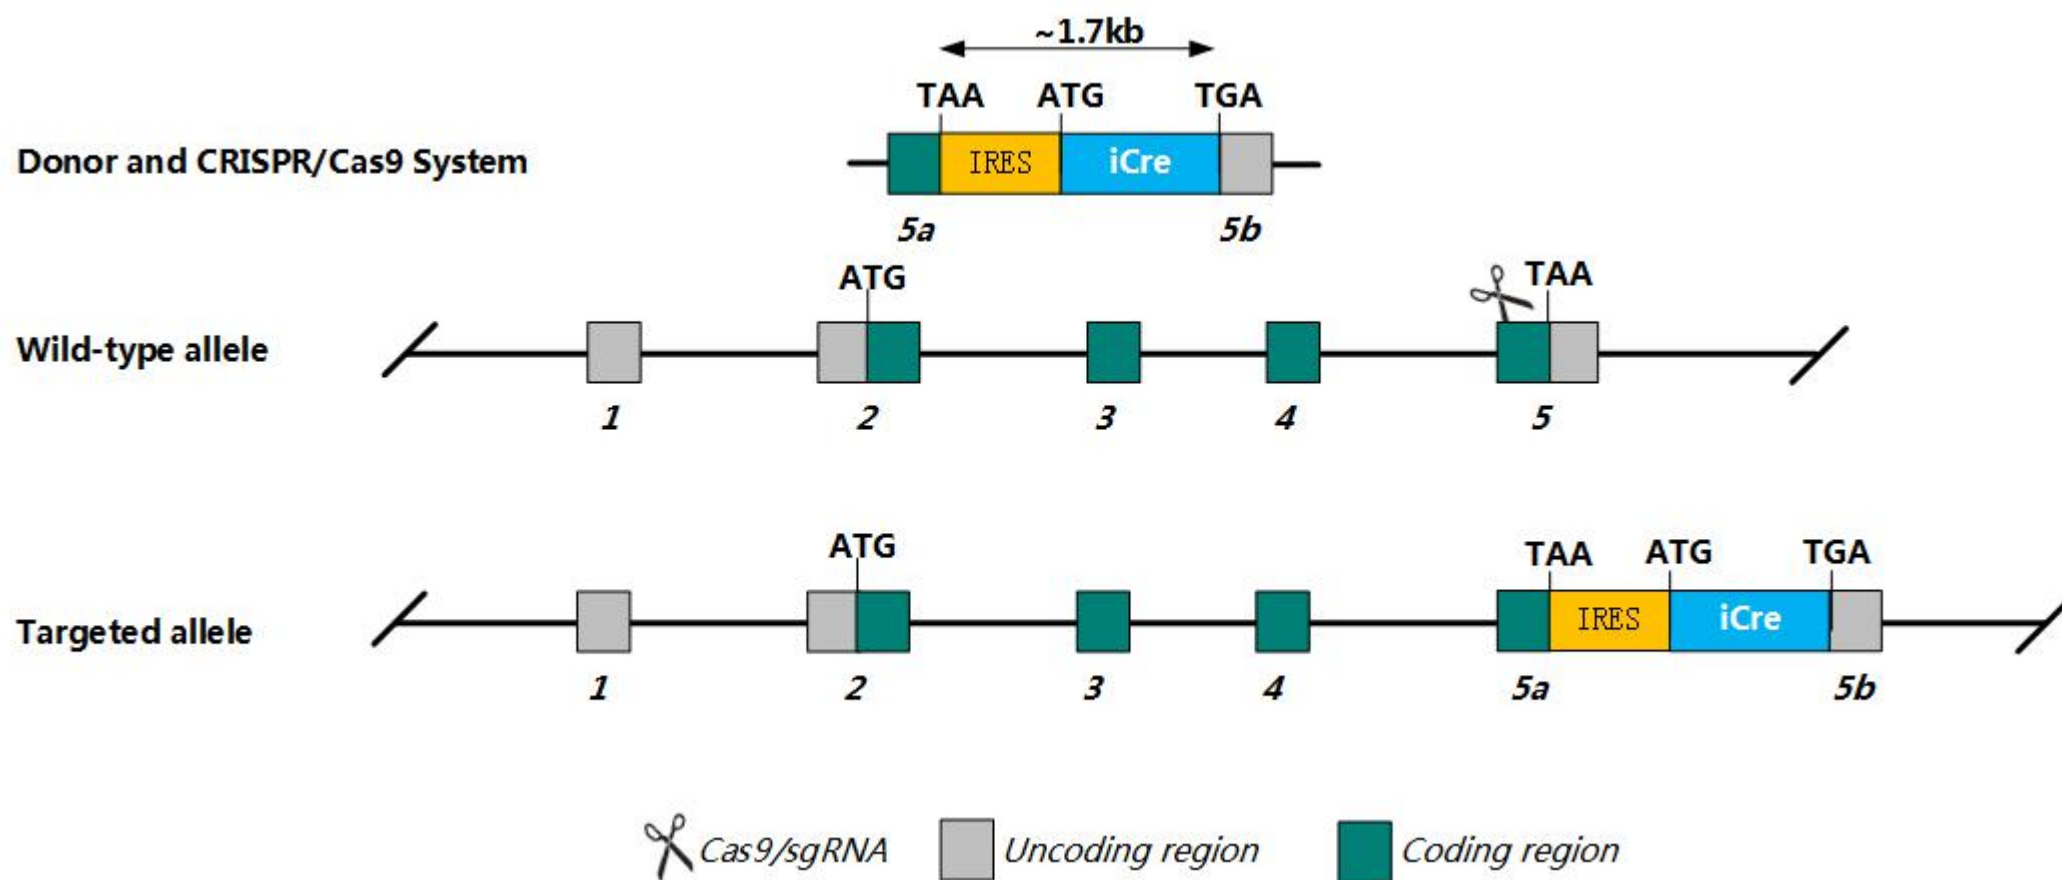 ~1.7kb
TAA ATG TGA
Donor and CRISPR/Cas9 System
IRES iCre
5a 5b
ATG TAA
Wild-type allele
1 2 3 4 5
ATG TAA ATG TGA
Targeted allele
IRES iCre
1 2 3 4 5a 5b
Cas9/sgRNA Uncoding region Coding region